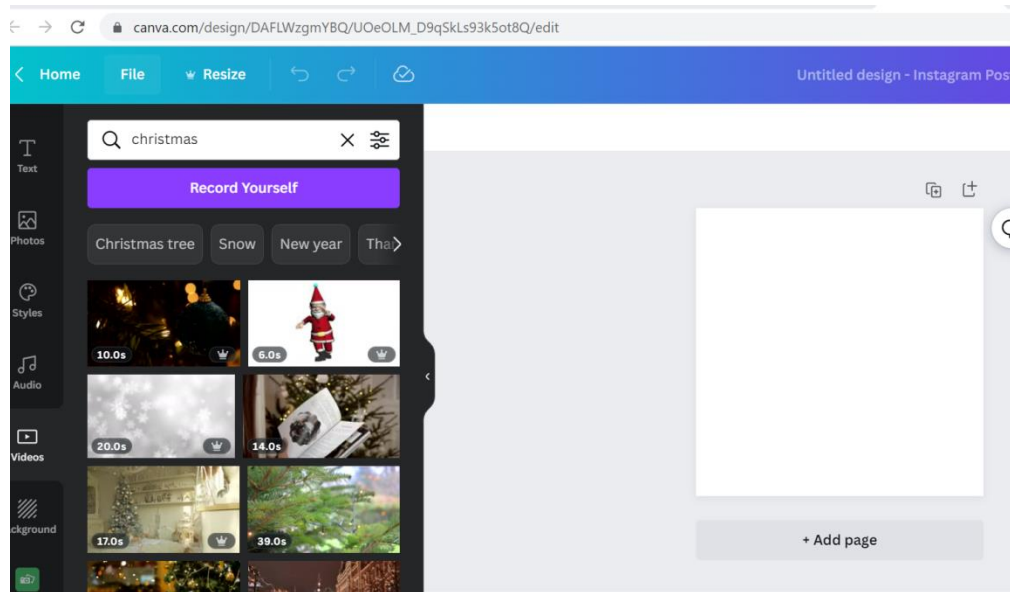 canva.com/design/DAFLWzgmYBQ/UOeOLM_D9qSkLs93k5ot8Q/edit
Home File Resize Untitled design - Instagram Pos
christmas
Text
Record Yourself
Photos
Christmas tree Snow New year Tha
Styles
10.0s 6.0s
Audio
20.0s 14.0s
Videos
17.0s 39.0s
ckground
+ Add page